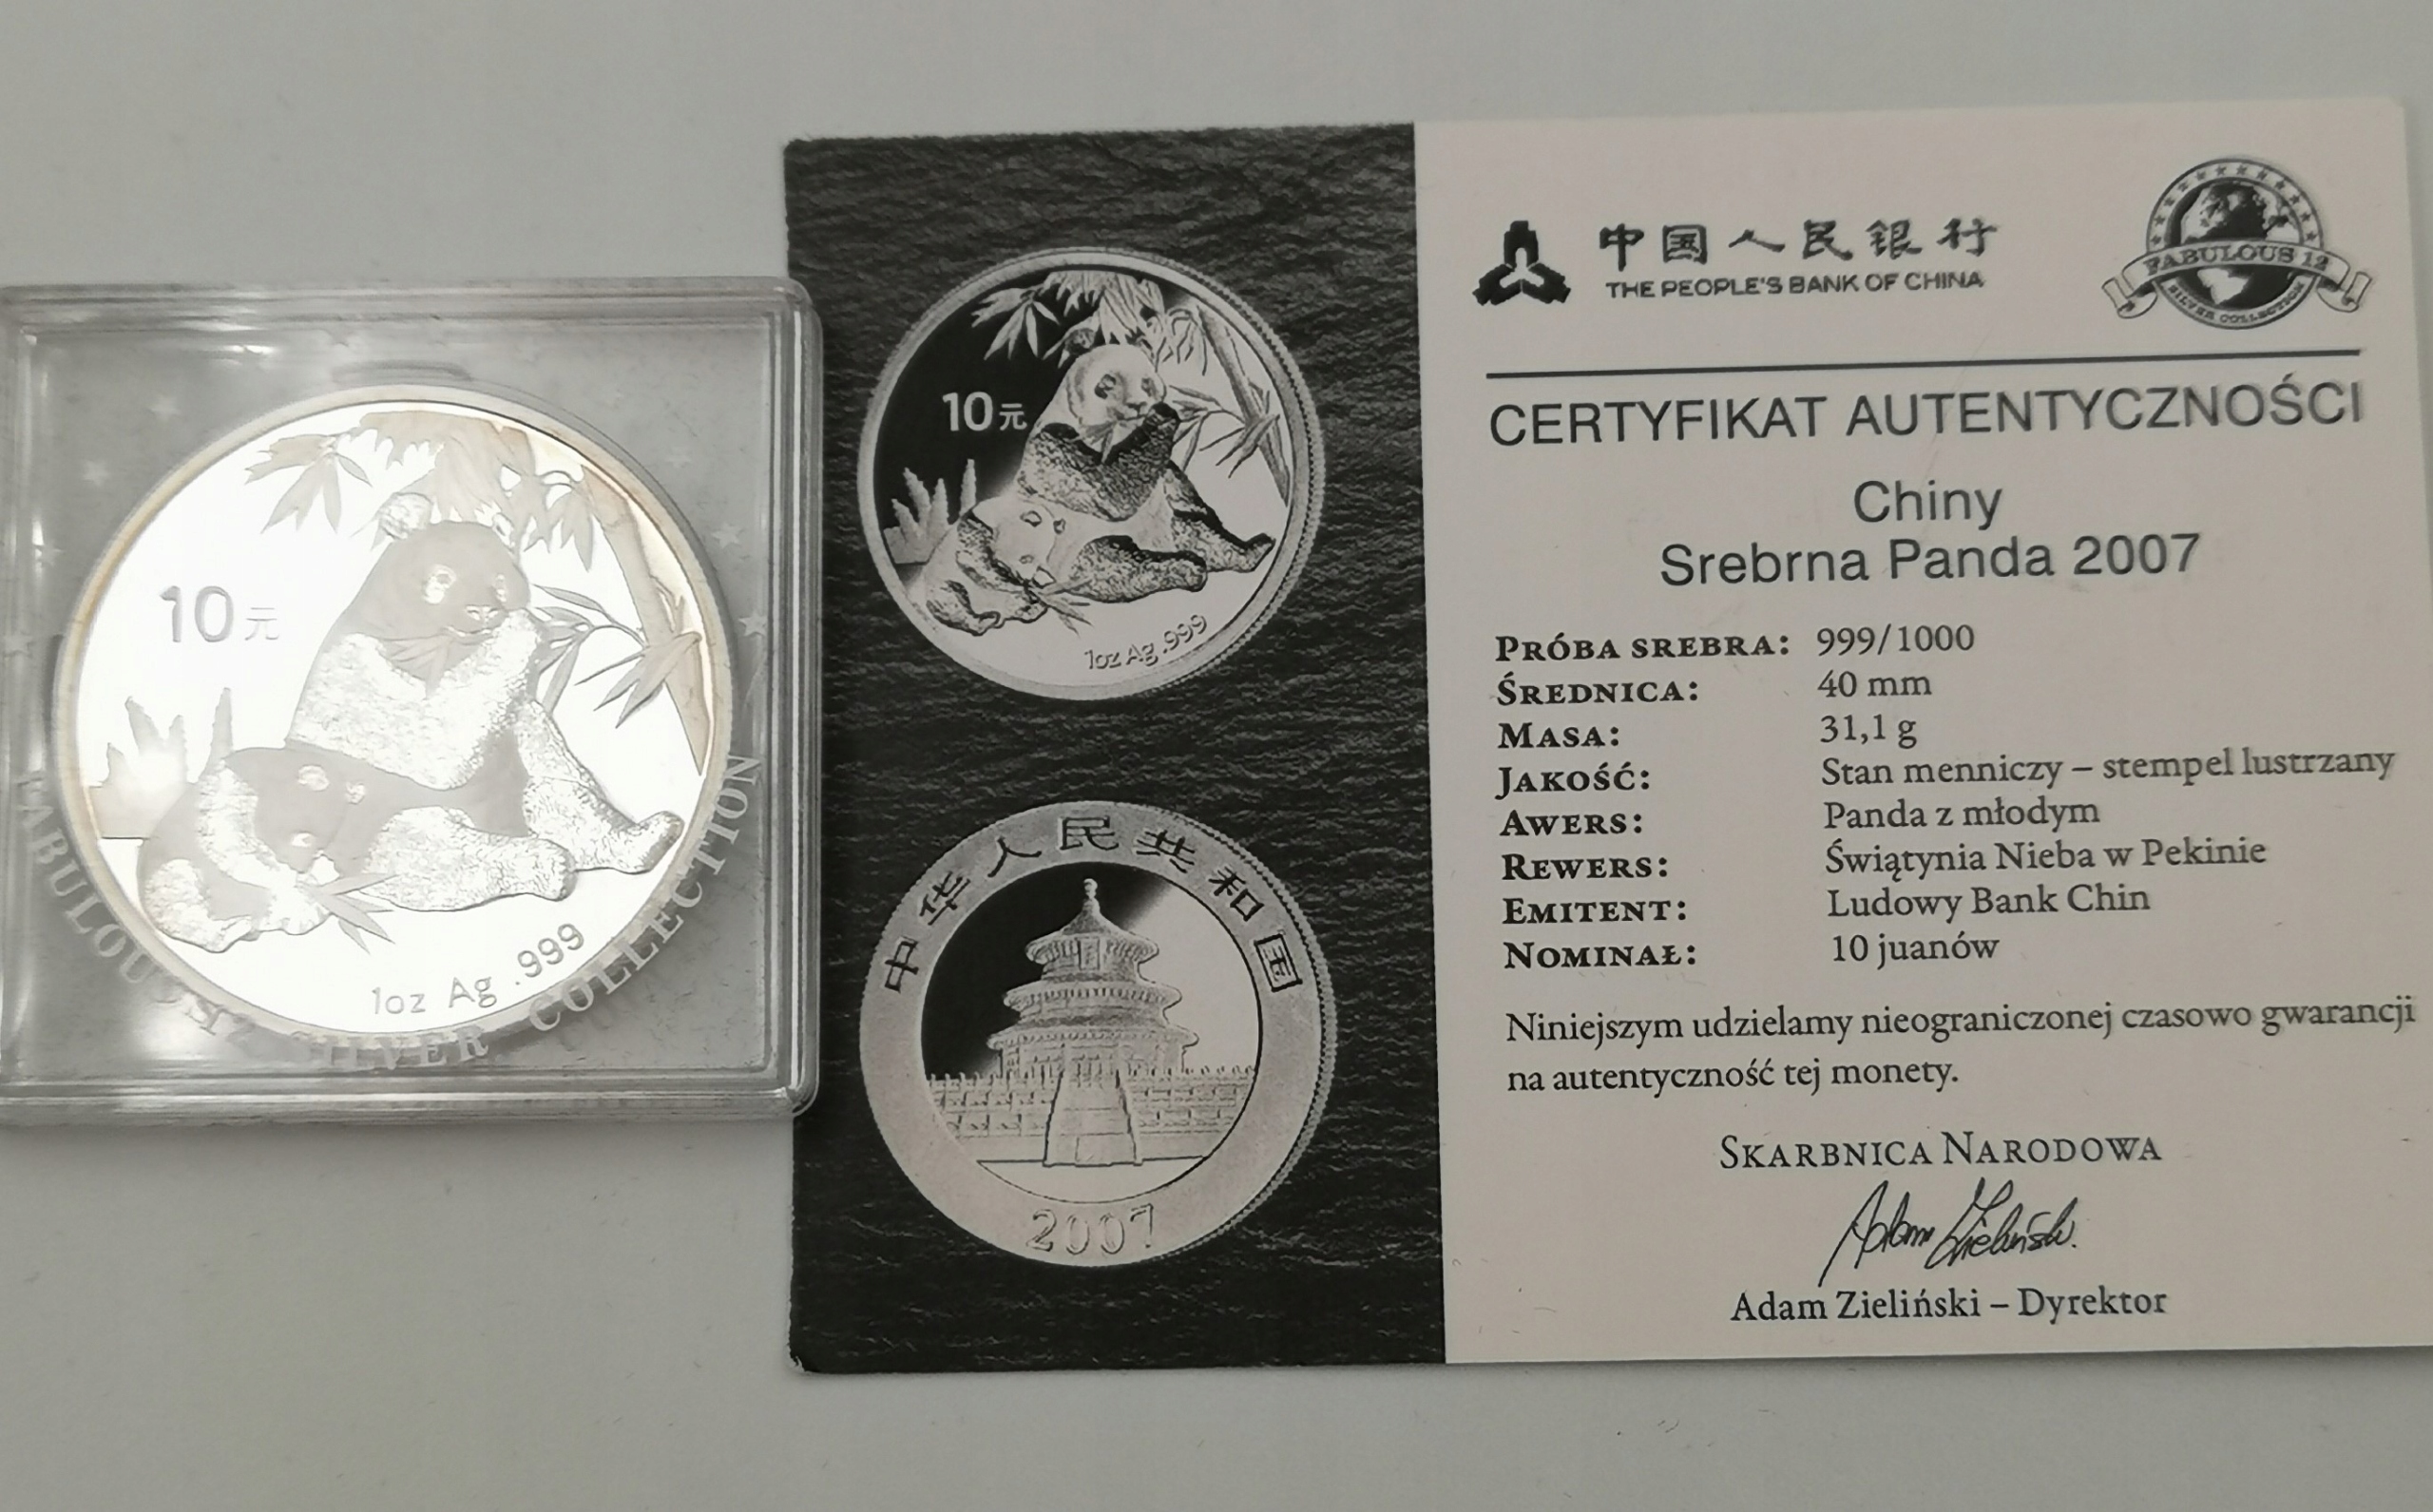 10元
1oz Ag .999
FABULOUS 12 SILVER COLLECTION
10元
1oz Ag .999
中华人民共和国
2007
中国人民银行
THE PEOPLE'S BANK OF CHINA
FABULOUS 12
SILVER COLLECTION
CERTYFIKAT AUTENTYCZNOŚCI
Chiny
Srebrna Panda 2007
PRÓBA SREBRA: 999/1000
ŚREDNICA: 40 mm
MASA: 31,1 g
JAKOŚĆ: Stan menniczy – stempel lustrzany
AWERS: Panda z młodym
REWERS: Świątynia Nieba w Pekinie
EMITENT: Ludowy Bank Chin
NOMINAŁ: 10 juanów
Niniejszym udzielamy nieograniczonej czasowo gwarancji
na autentyczność tej monety.
SKARBNICA NARODOWA
Adam Zieliński
Adam Zieliński – Dyrektor